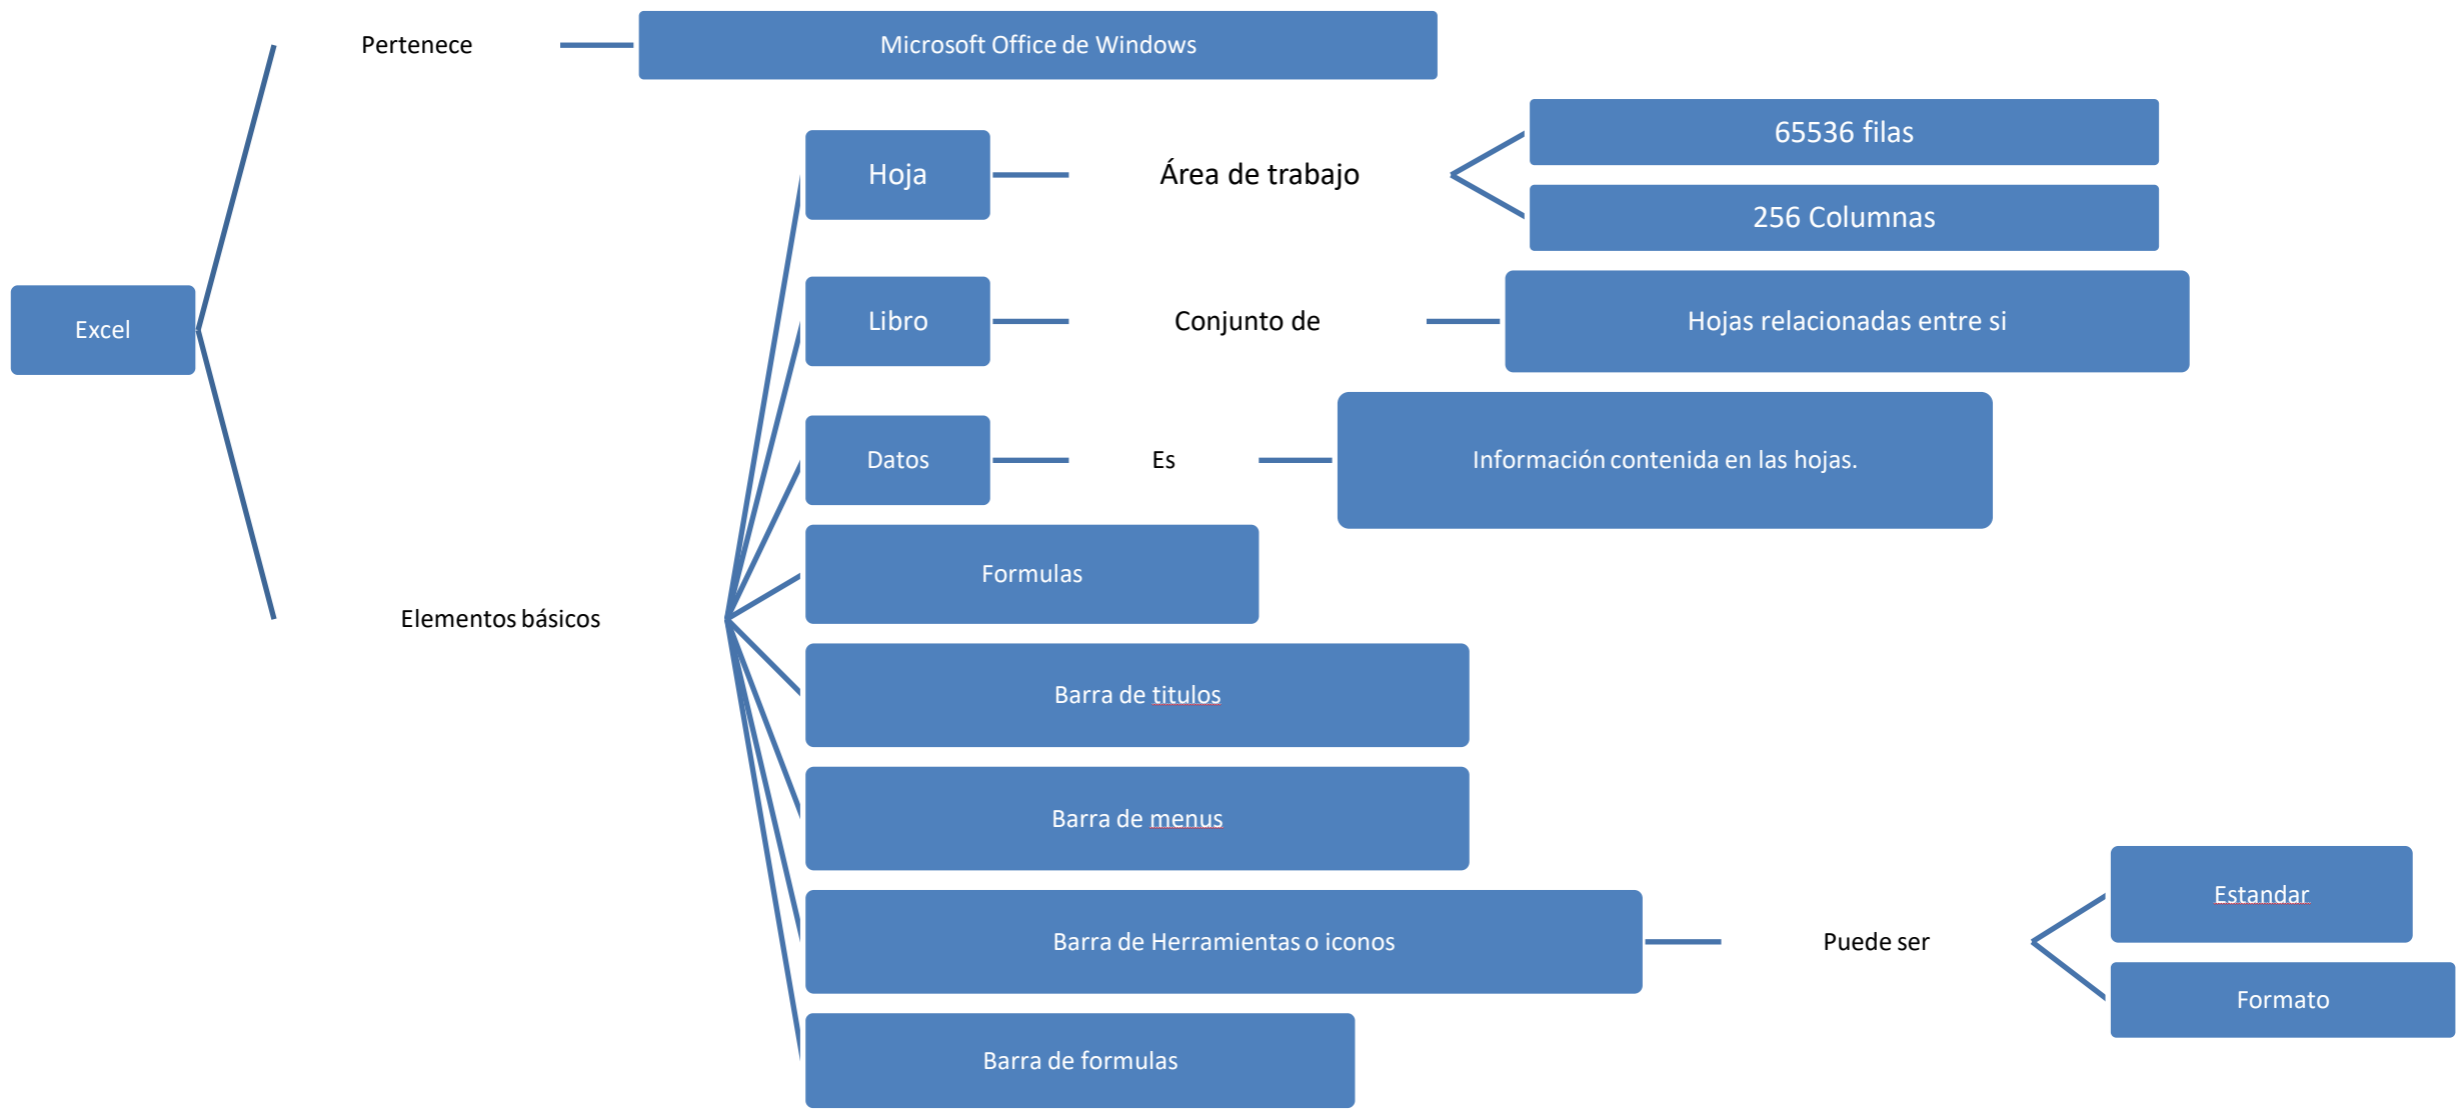 Pertenece
Microsoft Office de Windows
65536 filas
Hoja
Área de trabajo
256 Columnas
Excel
Libro
Conjunto de
Hojas relacionadas entre si
Datos
Es
Información contenida en las hojas.
Formulas
Elementos básicos
Barra de titulos
Barra de menus
Estandar
Barra de Herramientas o iconos
Puede ser
Formato
Barra de formulas